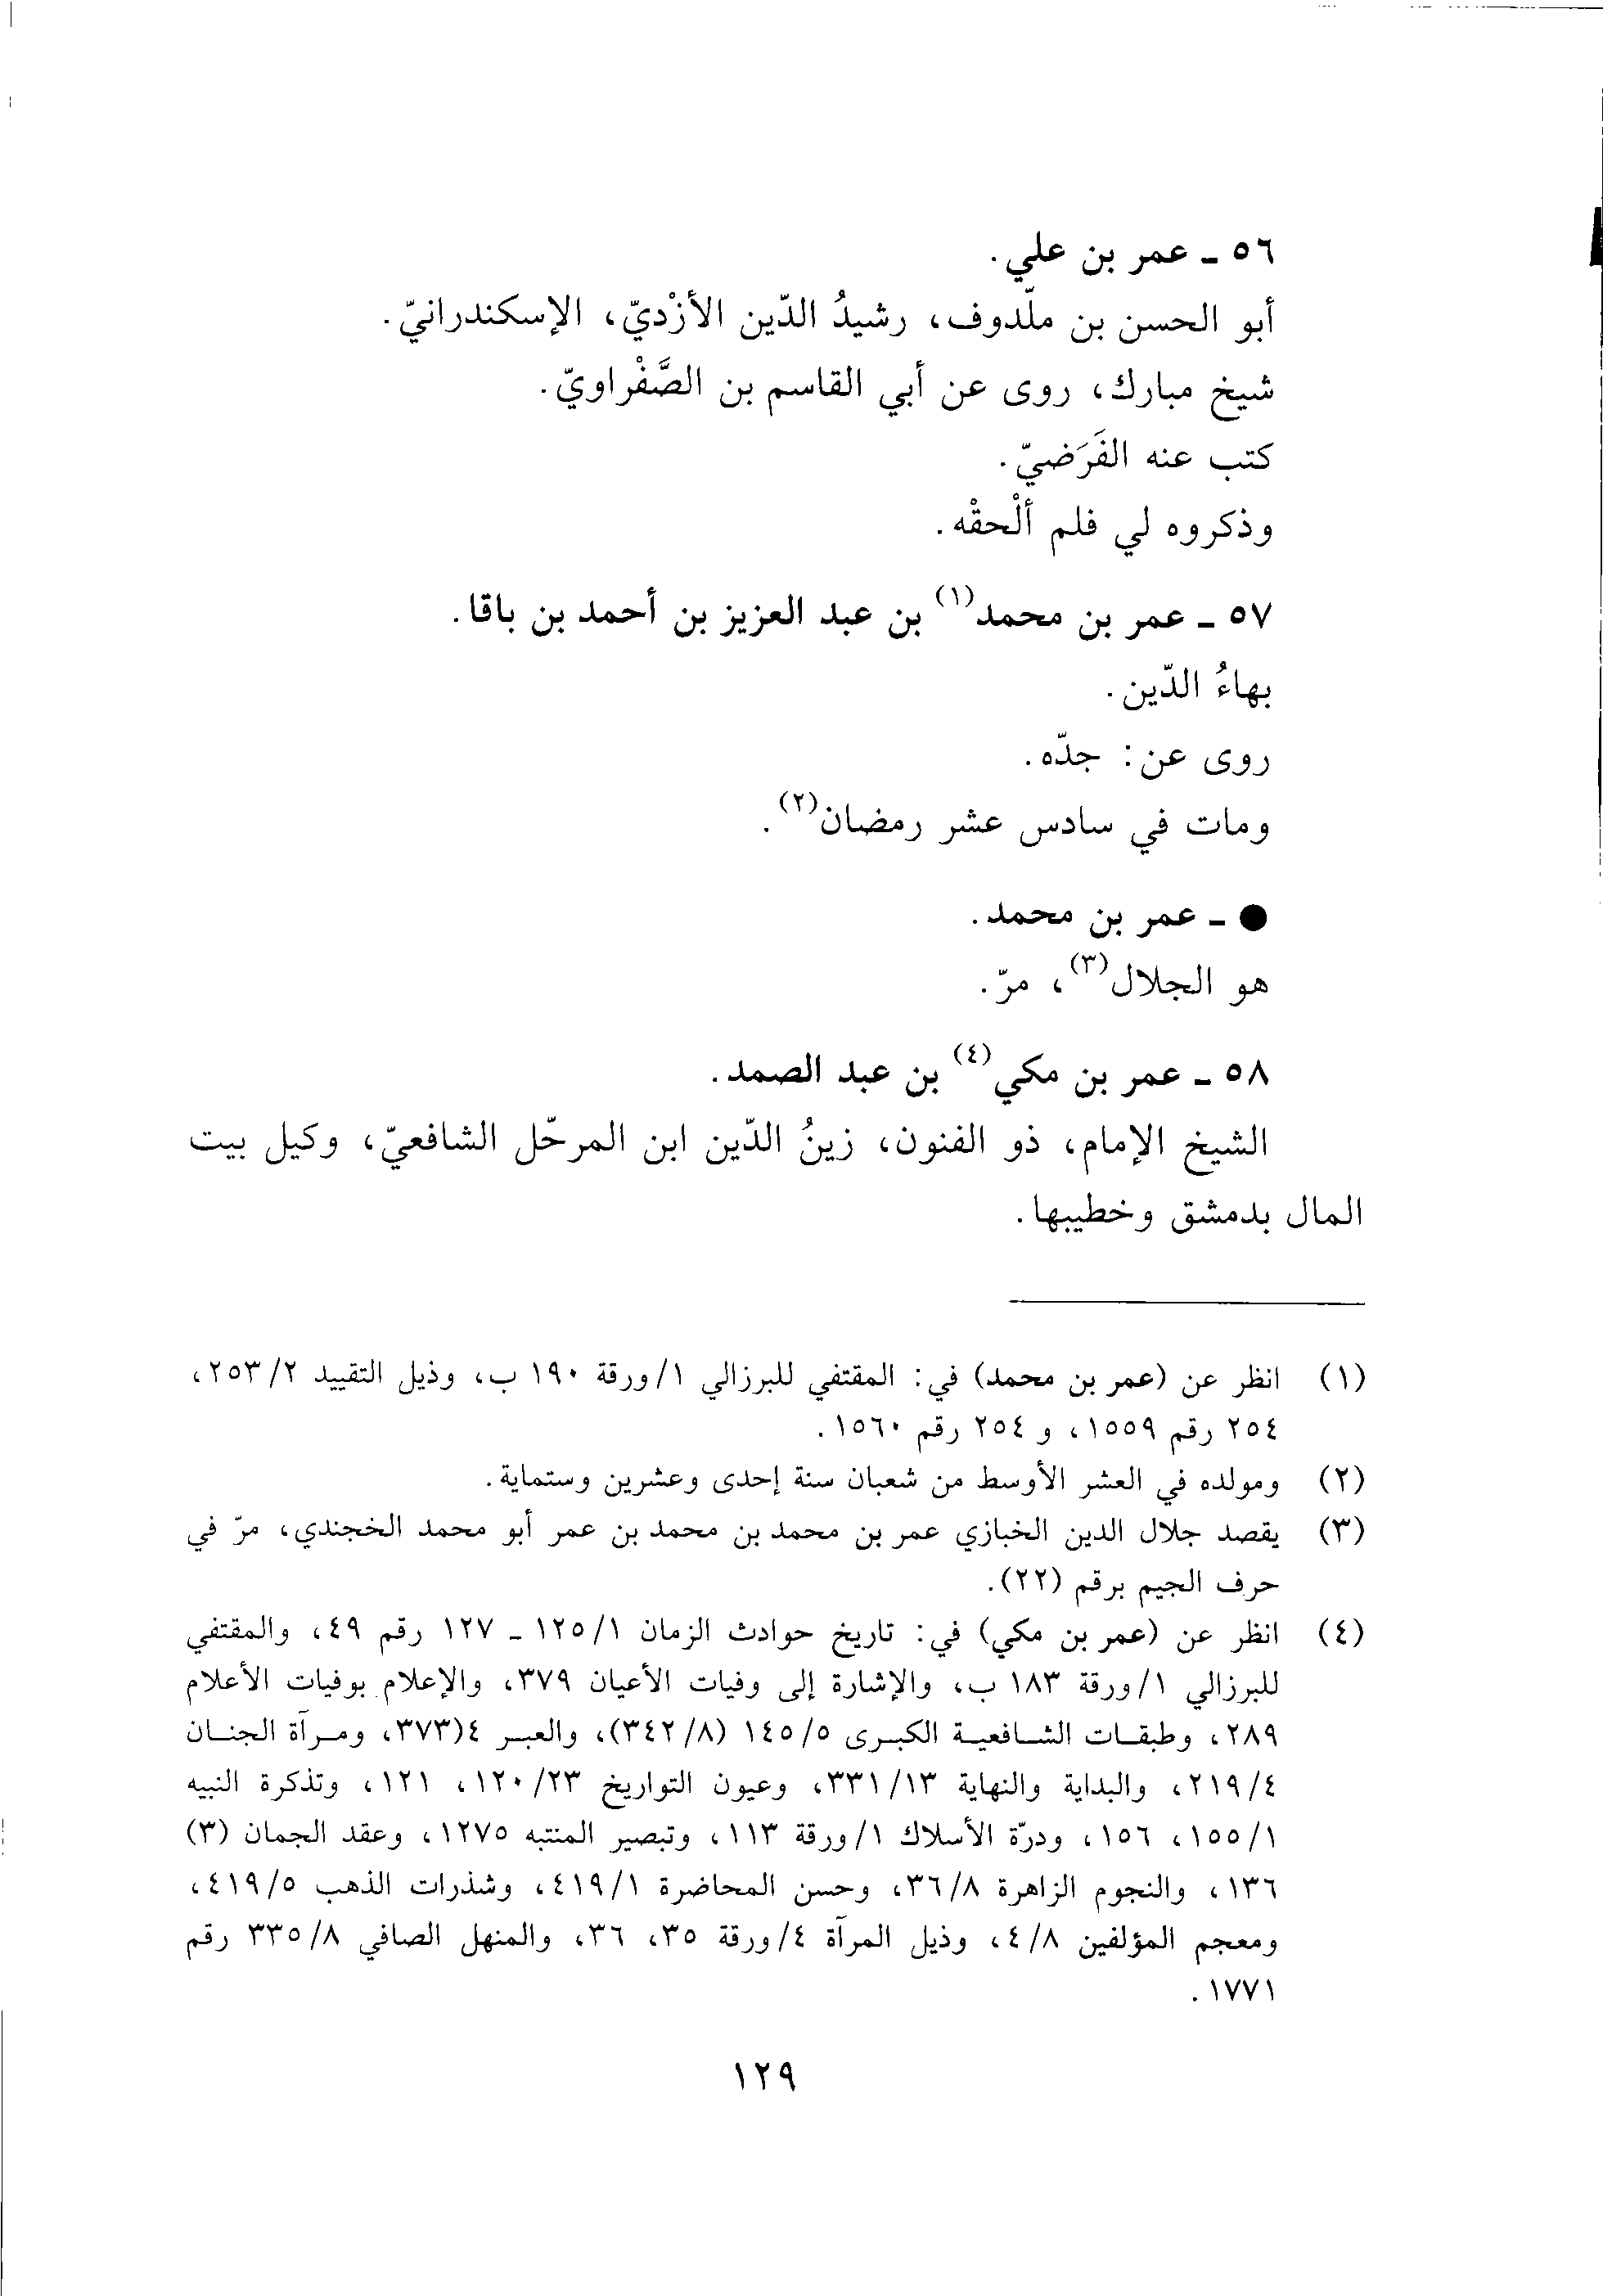 ٥٦ ـ عمر بن علي.
أبو الحسن بن ملّدوف، رشيدُ الدّين الأزْديّ، الإسكندرانيّ.
شيخ مبارك، روى عن أبي القاسم بن الصَّفْراويّ.
كتب عنه الفَرَضيّ.
وذكروه لي فلم ألْحقْه.
٥٧ ـ عمر بن محمد(١) بن عبد العزيز بن أحمد بن باقا.
بهاءُ الدّين.
روى عن: جدّه.
ومات في سادس عشر رمضان(٢).
● ـ عمر بن محمد.
هو الجلال(٣)، مرّ.
٥٨ ـ عمر بن مكي(٤) بن عبد الصمد.
الشيخ الإمام، ذو الفنون، زينُ الدّين ابن المرحّل الشافعيّ، وكيل بيت
المال بدمشق وخطيبها.
(١) انظر عن (عمر بن محمد) في: المقتفي للبرزالي ١/ورقة ١٩٠ ب، وذيل التقييد ٢/٢٥٣،
٢٥٤ رقم ١٥٥٩، و ٢٥٤ رقم ١٥٦٠.
(٢) ومولده في العشر الأوسط من شعبان سنة إحدى وعشرين وستماية.
(٣) يقصد جلال الدين الخبازي عمر بن محمد بن محمد بن عمر أبو محمد الخجندي، مرّ في
حرف الجيم برقم (٢٢).
(٤) انظر عن (عمر بن مكي) في: تاريخ حوادث الزمان ١/١٢٥ ـ ١٢٧ رقم ٤٩، والمقتفي
للبرزالي ١/ورقة ١٨٣ ب، والإشارة إلى وفيات الأعيان ٣٧٩، والإعلام بوفيات الأعلام
٢٨٩، وطبقات الشافعية الكبرى ٥/١٤٥ (٨/٣٤٢)، والعبر ٤(٣٧٣، ومرآة الجنان
٤/٢١٩، والبداية والنهاية ١٣/٣٣١، وعيون التواريخ ٢٣/١٢٠، ١٢١، وتذكرة النبيه
١/١٥٥، ١٥٦، ودرّة الأسلاك ١/ورقة ١١٣، وتبصير المنتبه ١٢٧٥، وعقد الجمان (٣)
١٣٦، والنجوم الزاهرة ٨/٣٦، وحسن المحاضرة ١/٤١٩، وشذرات الذهب ٥/٤١٩،
ومعجم المؤلفين ٨/٤، وذيل المرآة ٤/ورقة ٣٥، ٣٦، والمنهل الصافي ٨/٣٣٥ رقم
١٧٧١.
١٢٩